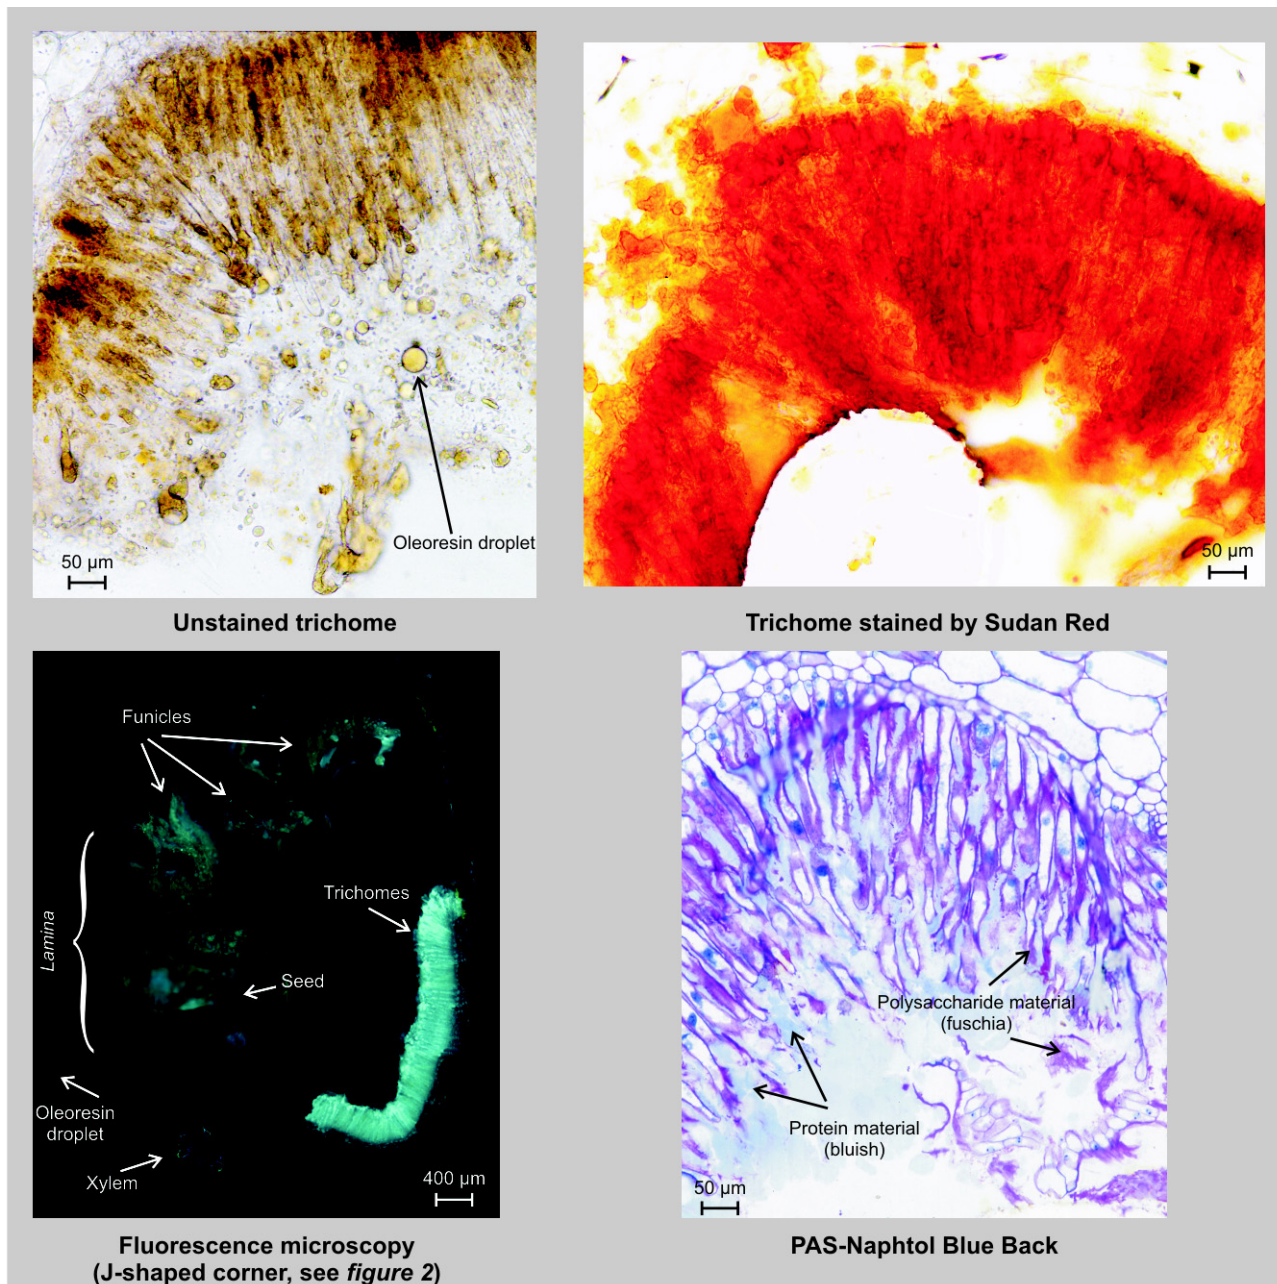 Oleoresin droplet
50 µm
50 µm
Unstained trichome
Trichome stained by Sudan Red
Funicles
Trichomes
Lamina
Seed
Oleoresin
droplet
Xylem
400 µm
Polysaccharide material
(fuschia)
Protein material
(bluish)
50 µm
Fluorescence microscopy
(J-shaped corner, see figure 2)
PAS-Naphtol Blue Back